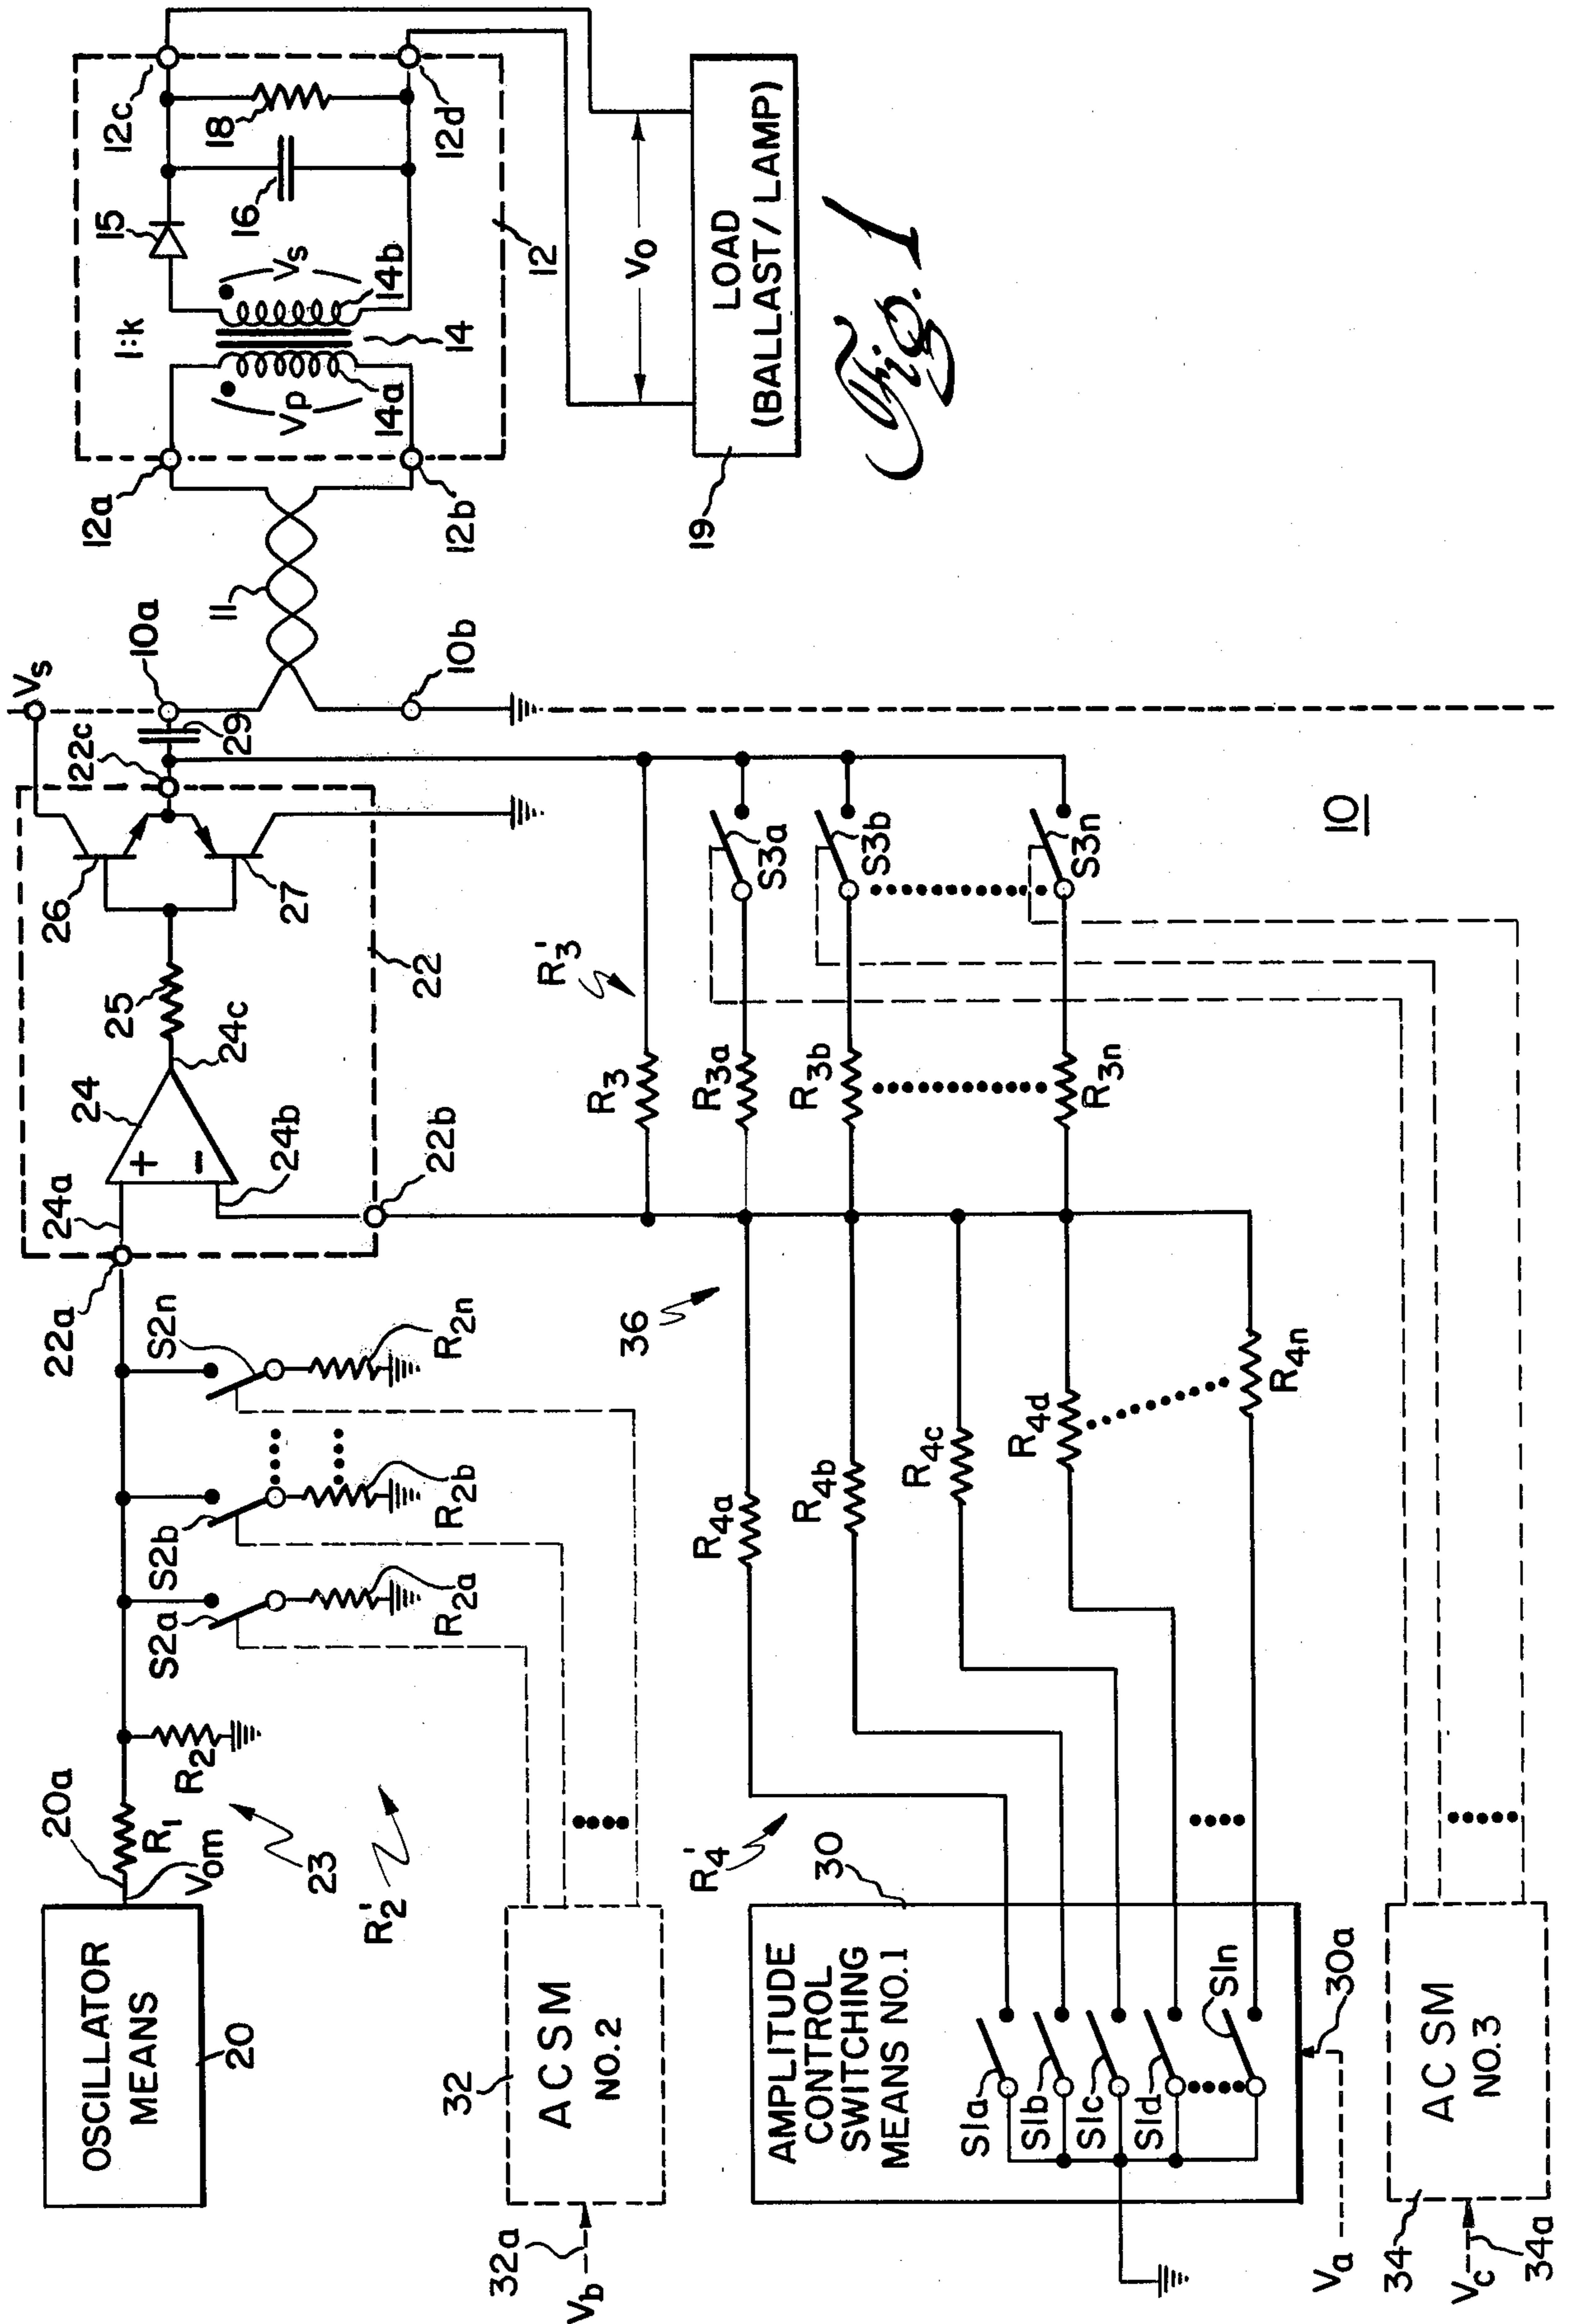 OSCILLATOR
MEANS
20
20a
Vom
R1
R2
23
R2'
S2a
R2a
S2b
R2b
S2n
R2n
22a
24a
24
+
-
24b
22b
24c
25
26
27
22
122c
29
Vs
10a
10b
11
12a
12b
Vp
14a
1:k
14
Vs
14b
15
16
18
12c
12d
12
Vo
LOAD
(BALLAST/LAMP)
19
Fig. 1
32
ACSM
NO.2
32a
Vb
AMPLITUDE
CONTROL
SWITCHING
MEANS NO.1
30
S1a
S1b
S1c
S1d
S1n
30a
Va
R4'
R4a
R4b
R4c
R4d
R4n
36
R3
R3'
R3a
R3b
R3n
S3a
S3b
S3n
10
ACSM
NO.3
34
Vc
34a